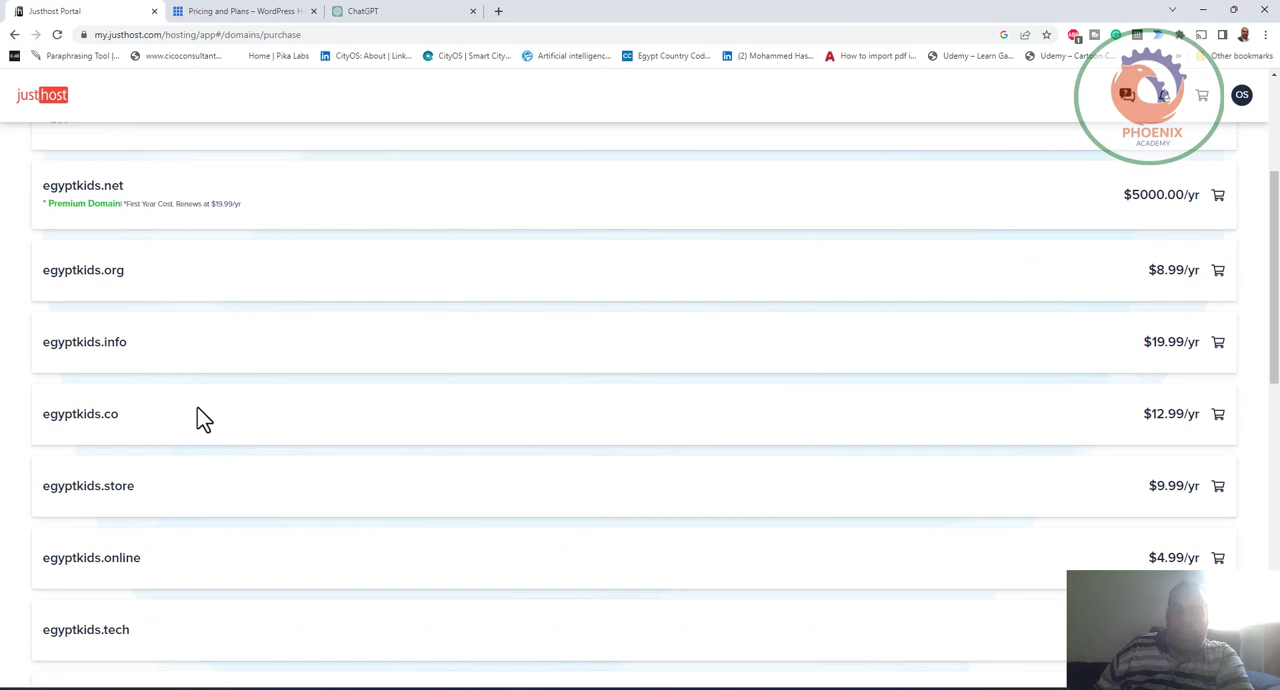 Justhost Portal
Pricing and Plans – WordPress H
ChatGPT
my.justhost.com/hosting/app#/domains/purchase
Paraphrasing Tool |...
www.cicoconsultant...
Home | Pika Labs
CityOS: About | Link...
CityOS | Smart City...
Artificial intelligenc...
Egypt Country Cod...
(2) Mohammed Has...
How to import pdf i...
Udemy – Learn Ga...
Udemy – Cartoon C...
Other bookmarks
justhost
OS
PHOENIX
ACADEMY
egyptkids.net
* Premium Domain *First Year Cost. Renews at $19.99/yr
$5000.00/yr
egyptkids.org
$8.99/yr
egyptkids.info
$19.99/yr
egyptkids.co
$12.99/yr
egyptkids.store
$9.99/yr
egyptkids.online
$4.99/yr
egyptkids.tech